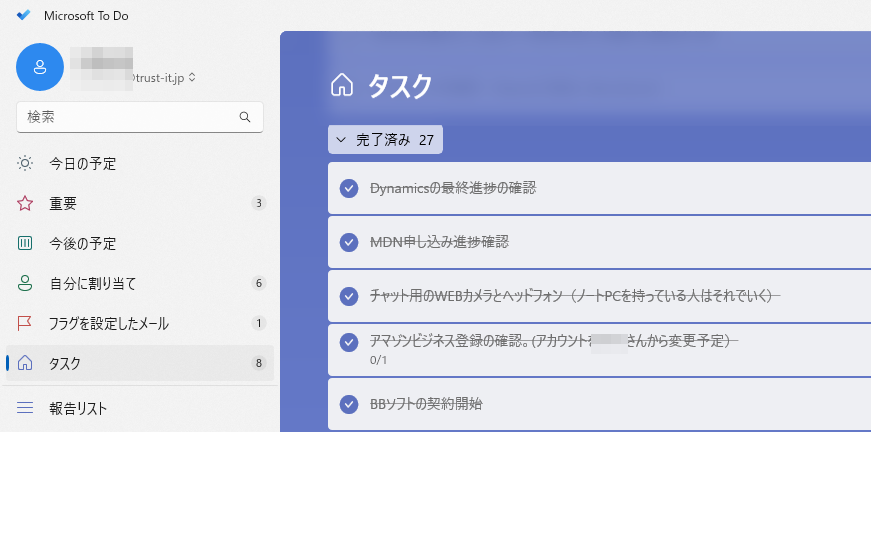 Microsoft To Do
trust-it.jp
検索
今日の予定
重要 3
今後の予定
自分に割り当て 6
フラグを設定したメール 1
タスク 8
報告リスト
タスク
完了済み 27
Dynamicsの最終進捗の確認
MDN申し込み進捗確認
チャット用のWEBカメラとヘッドフォン（ノートPCを持っている人はそれでいく）
アマゾンビジネス登録の確認。(アカウントを さんから変更予定）
0/1
BBソフトの契約開始